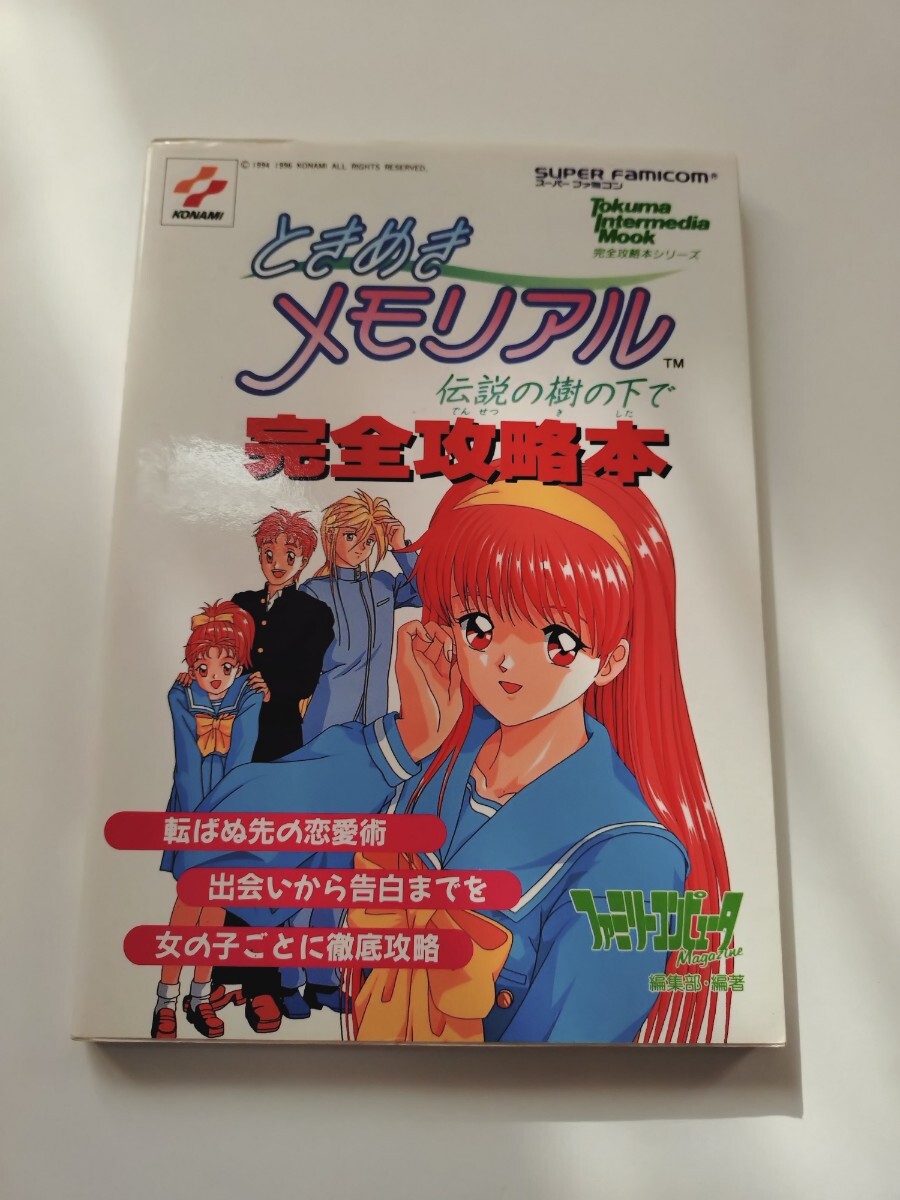 KONAMI
© 1994 1996 KONAMI ALL RIGHTS RESERVED.
SUPER FAMICOM®
スーパーファミコン
Tokuma
Intermedia
Mook
完全攻略本シリーズ
ときめき
メモリアル™
伝説の樹の下で
でんせつ き した
完全攻略本
転ばぬ先の恋愛術
出会いから告白までを
女の子ごとに徹底攻略
ファミリーコンピュータ
Magazine
編集部・編著